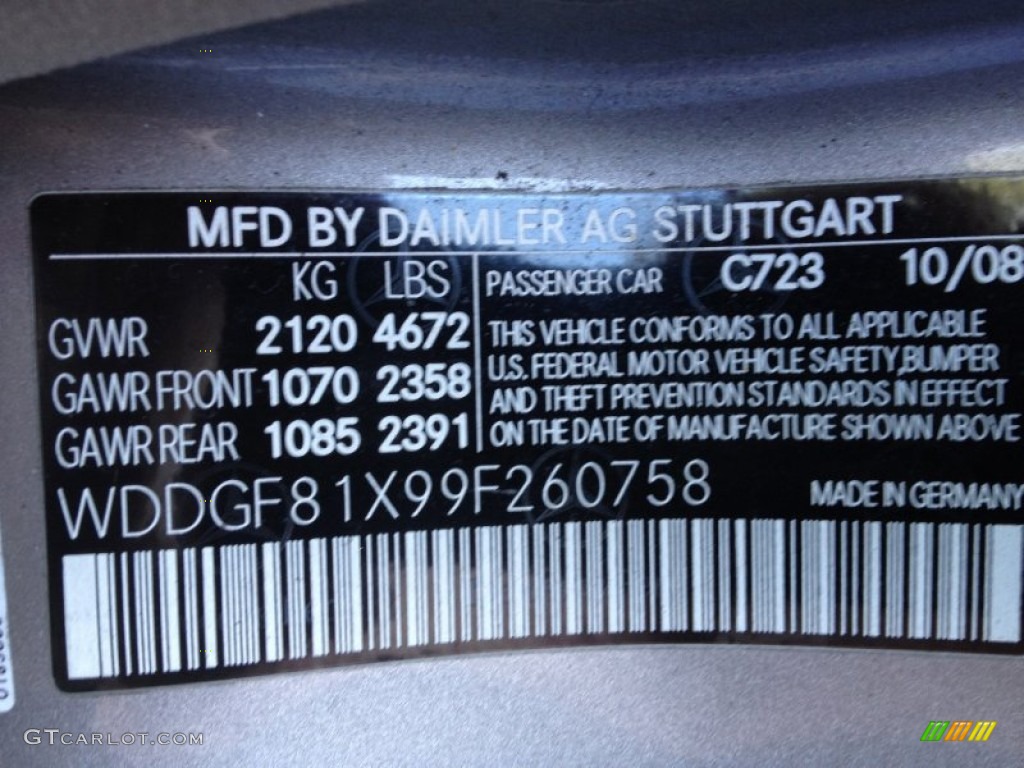 MFD BY DAIMLER AG STUTTGART
KG LBS PASSENGER CAR C723 10/08
GVWR 2120 4672
GAWR FRONT 1070 2358
GAWR REAR 1085 2391
THIS VEHICLE CONFORMS TO ALL APPLICABLE
U.S. FEDERAL MOTOR VEHICLE SAFETY, BUMPER
AND THEFT PREVENTION STANDARDS IN EFFECT
ON THE DATE OF MANUFACTURE SHOWN ABOVE
WDDGF81X99F260758 MADE IN GERMANY
GTCARLOT.COM